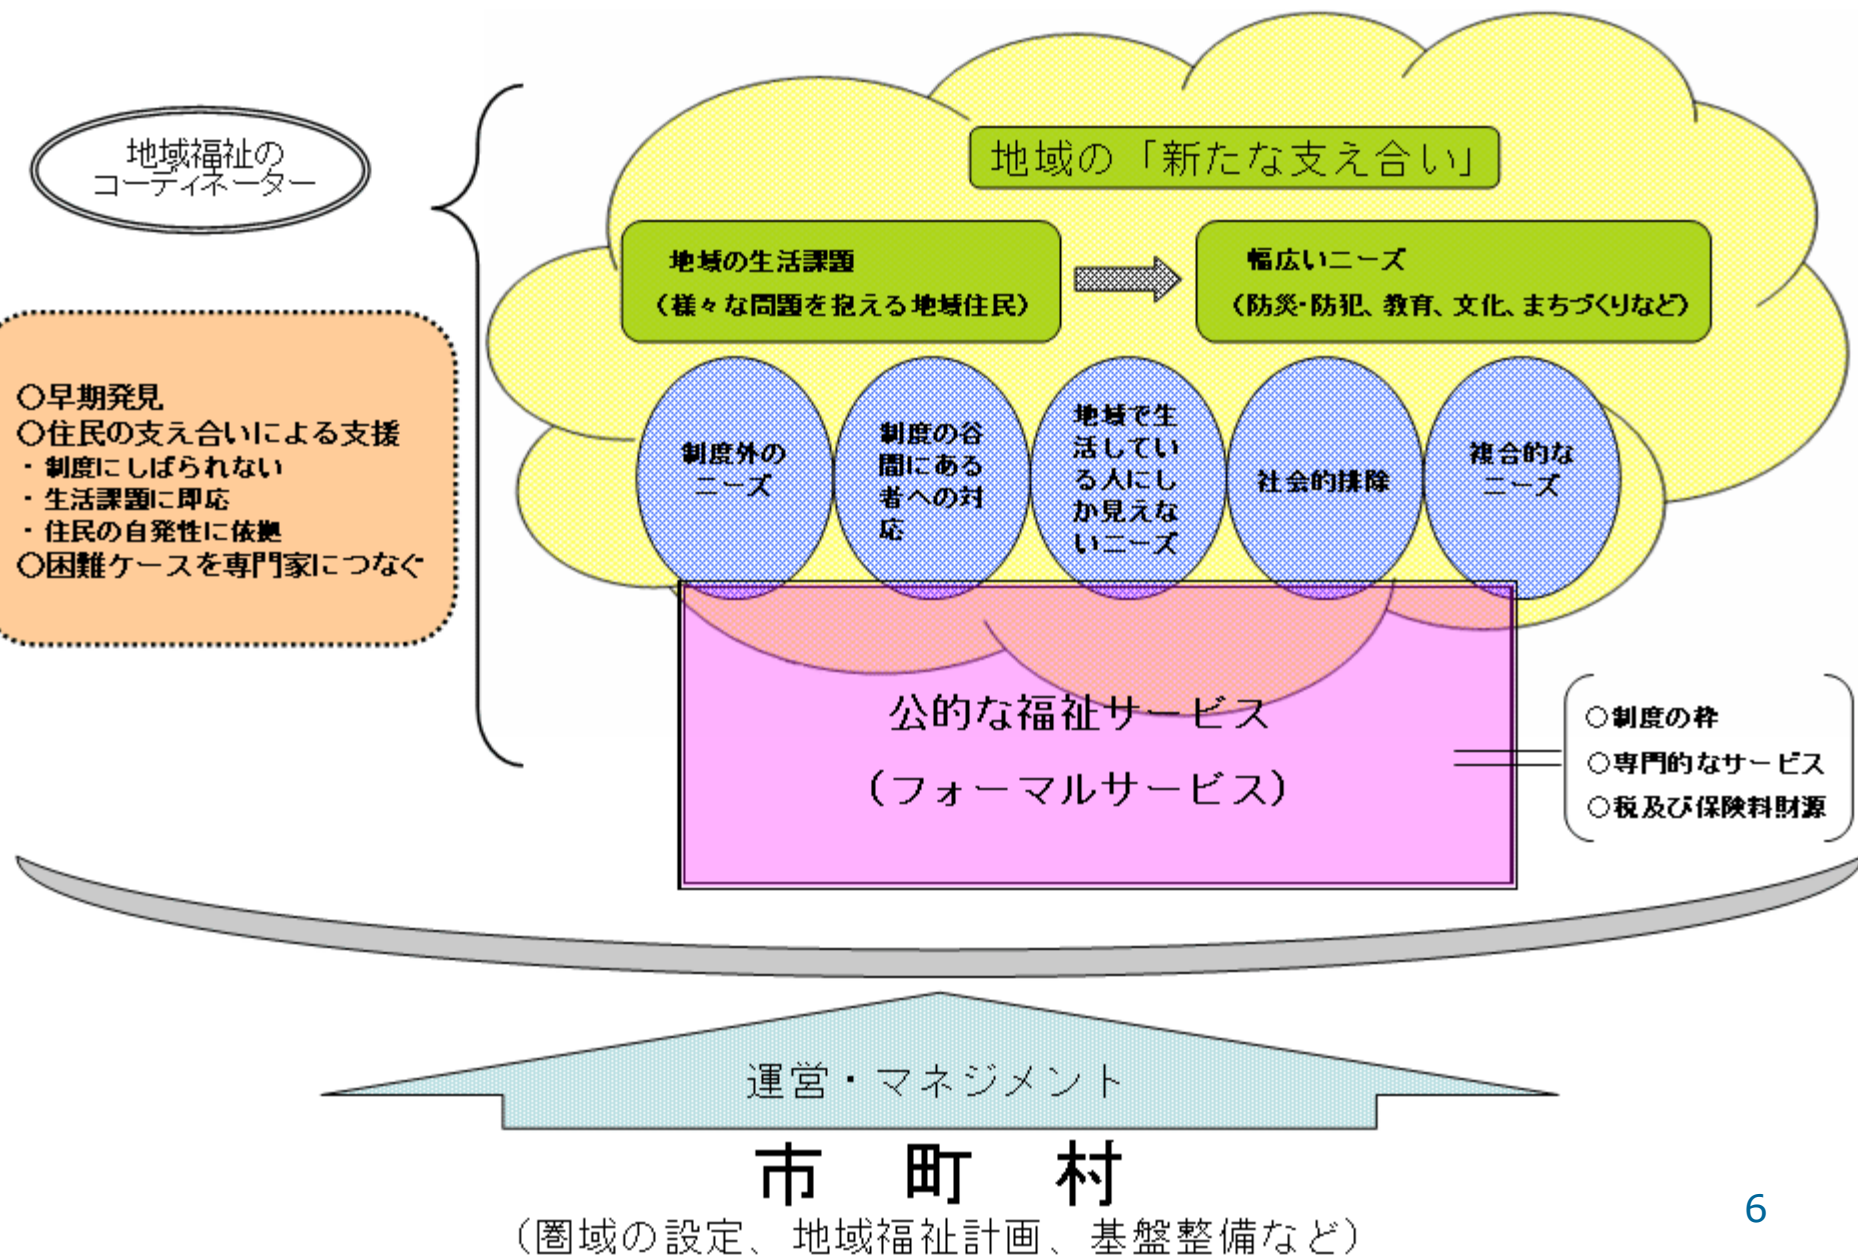 地域福祉の
コーディネーター
○早期発見
○住民の支え合いによる支援
・制度にしばられない
・生活課題に即応
・住民の自発性に依拠
○困難ケースを専門家につなぐ
地域の「新たな支え合い」
地域の生活課題
（様々な問題を抱える地域住民）
幅広いニーズ
（防災・防犯、教育、文化、まちづくりなど）
制度外の
ニーズ
制度の谷
間にある
者への対
応
地域で生
活してい
る人にし
か見えな
いニーズ
社会的排除
複合的な
ニーズ
公的な福祉サービス
（フォーマルサービス）
○制度の枠
○専門的なサービス
○税及び保険料財源
運営・マネジメント
市 町 村
（圏域の設定、地域福祉計画、基盤整備など）
6